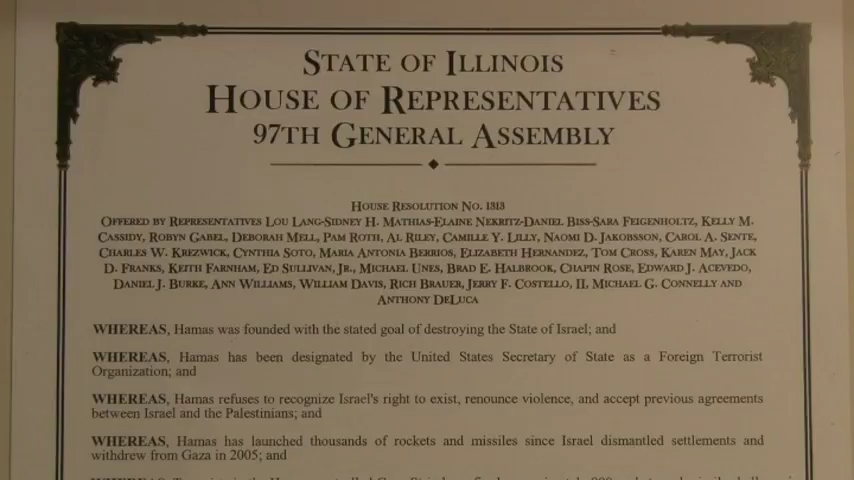 STATE OF ILLINOIS
HOUSE OF REPRESENTATIVES
97TH GENERAL ASSEMBLY
HOUSE RESOLUTION NO. 1313
OFFERED BY REPRESENTATIVES LOU LANG-SIDNEY H. MATHIAS-ELAINE NEKRITZ-DANIEL BISS-SARA FEIGENHOLTZ, KELLY M.
CASSIDY, ROBYN GABEL, DEBORAH MELL, PAM ROTH, AL RILEY, CAMILLE Y. LILLY, NAOMI D. JAKOBSSON, CAROL A. SENTE,
CHARLES W. KREZWICK, CYNTHIA SOTO, MARIA ANTONIA BERRIOS, ELIZABETH HERNANDEZ, TOM CROSS, KAREN MAY, JACK
D. FRANKS, KEITH FARNHAM, ED SULLIVAN, JR., MICHAEL UNES, BRAD E. HALBROOK, CHAPIN ROSE, EDWARD J. ACEVEDO,
DANIEL J. BURKE, ANN WILLIAMS, WILLIAM DAVIS, RICH BRAUER, JERRY F. COSTELLO, II, MICHAEL G. CONNELLY AND
ANTHONY DELUCA
WHEREAS, Hamas was founded with the stated goal of destroying the State of Israel; and
WHEREAS, Hamas has been designated by the United States Secretary of State as a Foreign Terrorist
Organization; and
WHEREAS, Hamas refuses to recognize Israel's right to exist, renounce violence, and accept previous agreements
between Israel and the Palestinians; and
WHEREAS, Hamas has launched thousands of rockets and missiles since Israel dismantled settlements and
withdrew from Gaza in 2005; and